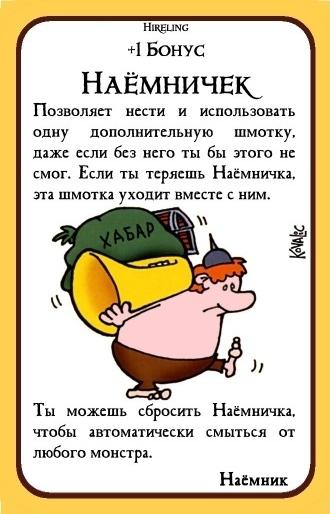 Hireling
+1 Бонус
Наёмничек
Позволяет нести и использовать
одну дополнительную шмотку,
даже если без него ты бы этого не
смог. Если ты теряешь Наёмничка,
эта шмотка уходит вместе с ним.
ХАБАР
Kovalic
Ты можешь сбросить Наёмничка,
чтобы автоматически смыться от
любого монстра.
Наёмник